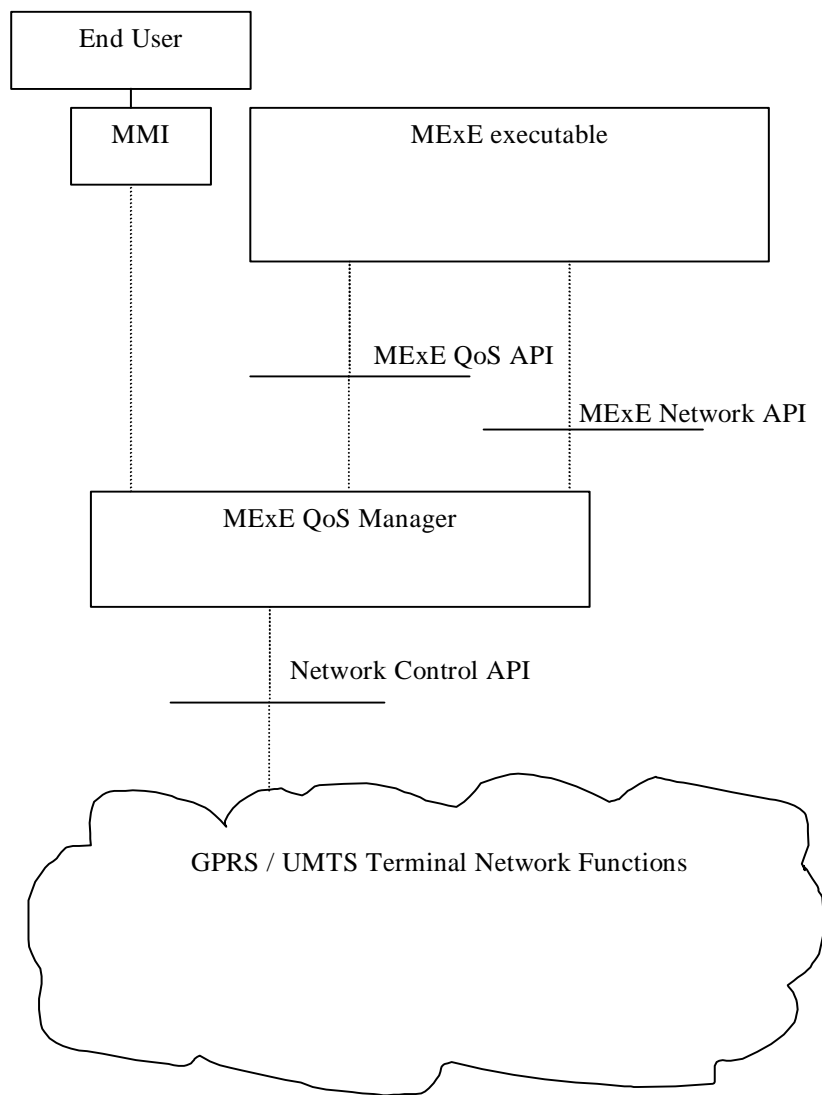 End User
MMI
MExE executable
MExE QoS API
MExE Network API
MExE QoS Manager
Network Control API
GPRS / UMTS Terminal Network Functions